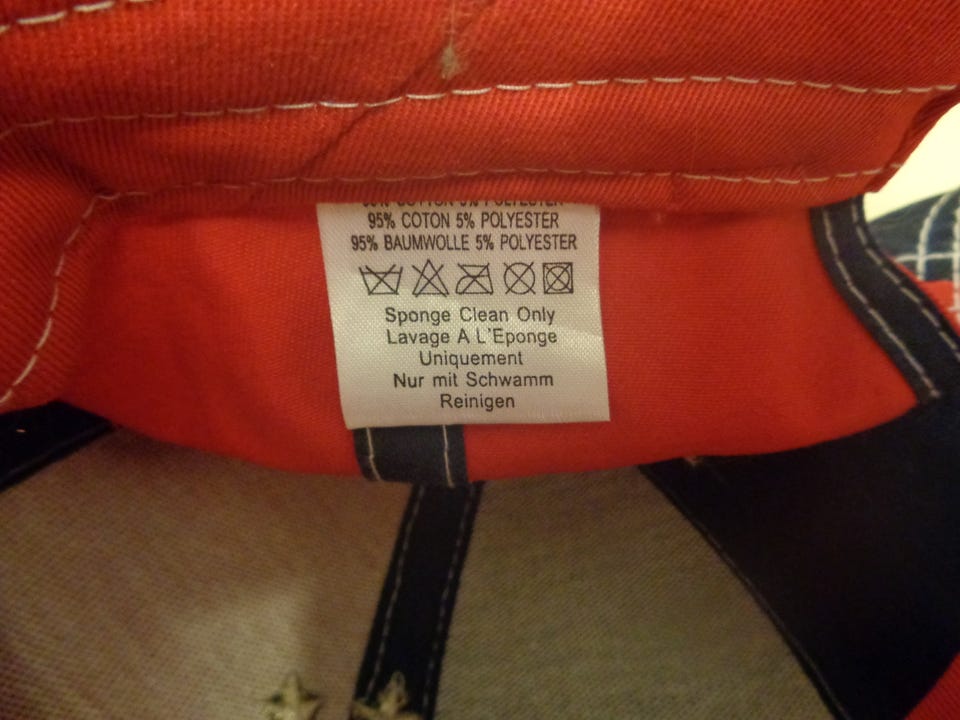 95% COTON 5% POLYESTER
95% BAUMWOLLE 5% POLYESTER
Sponge Clean Only
Lavage A L'Eponge
Uniquement
Nur mit Schwamm
Reinigen